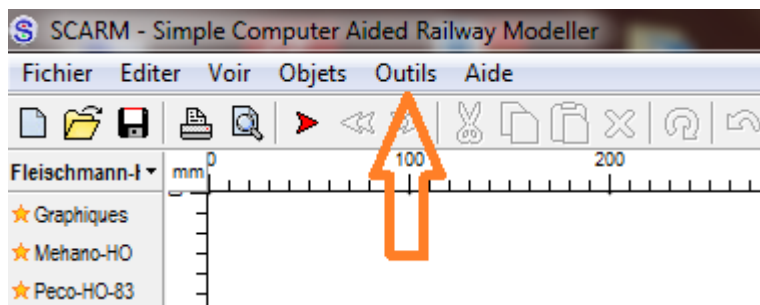 SCARM - Simple Computer Aided Railway Modeller
Fichier Editer Voir Objets Outils Aide
Fleischmann-H
mm
0 100 200
Graphiques
Mehano-HO
Peco-HO-83